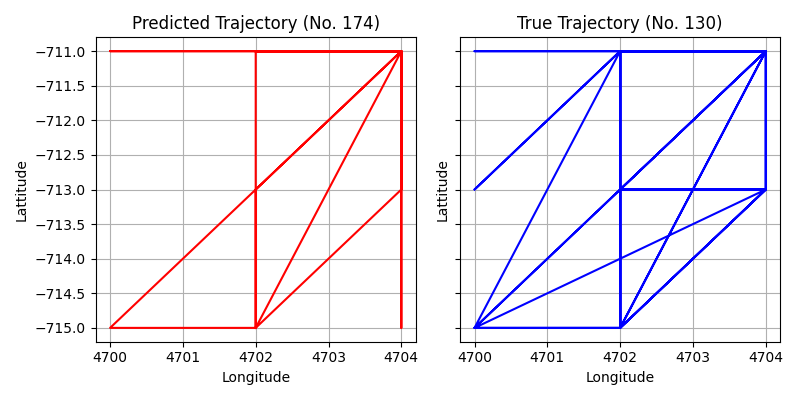 Predicted Trajectory (No. 174)
True Trajectory (No. 130)
−711.0
−711.5
−712.0
−712.5
−713.0
−713.5
−714.0
−714.5
−715.0
Lattitude
Lattitude
4700 4701 4702 4703 4704
4700 4701 4702 4703 4704
Longitude
Longitude